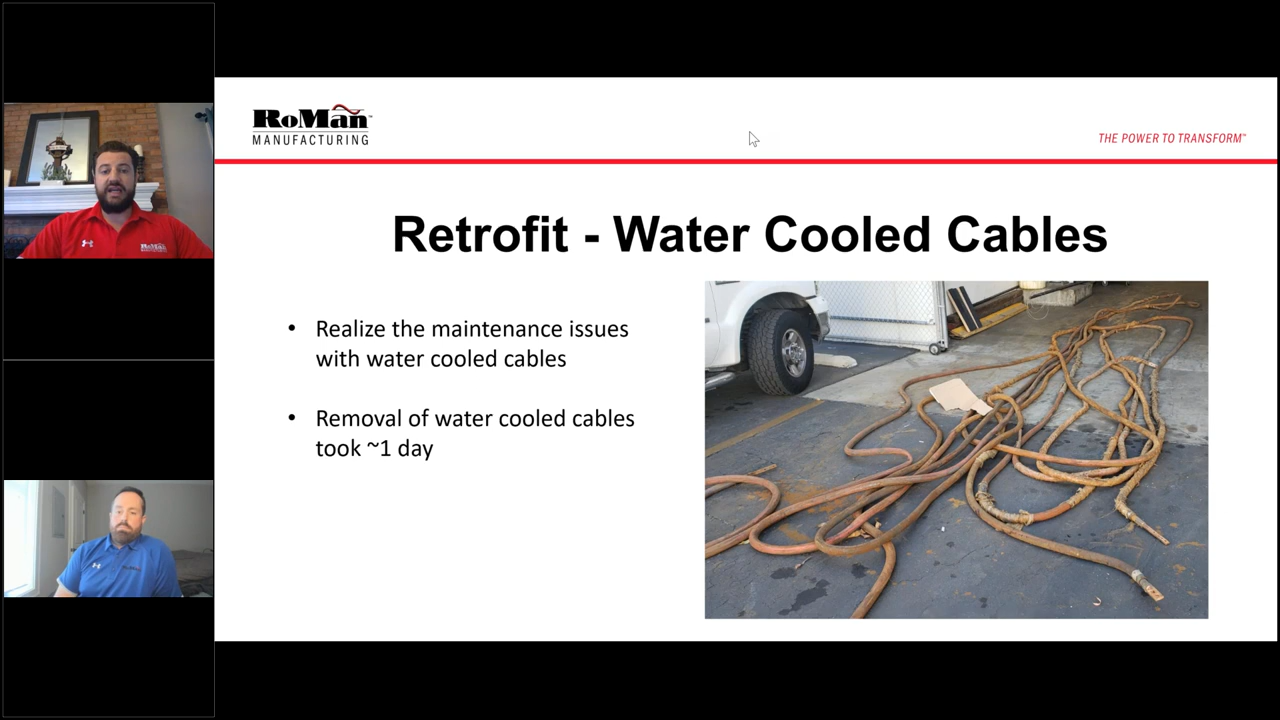 RoMan
MANUFACTURING
THE POWER TO TRANSFORM™
Retrofit - Water Cooled Cables
• Realize the maintenance issues
with water cooled cables
• Removal of water cooled cables
took ~1 day
RoMan